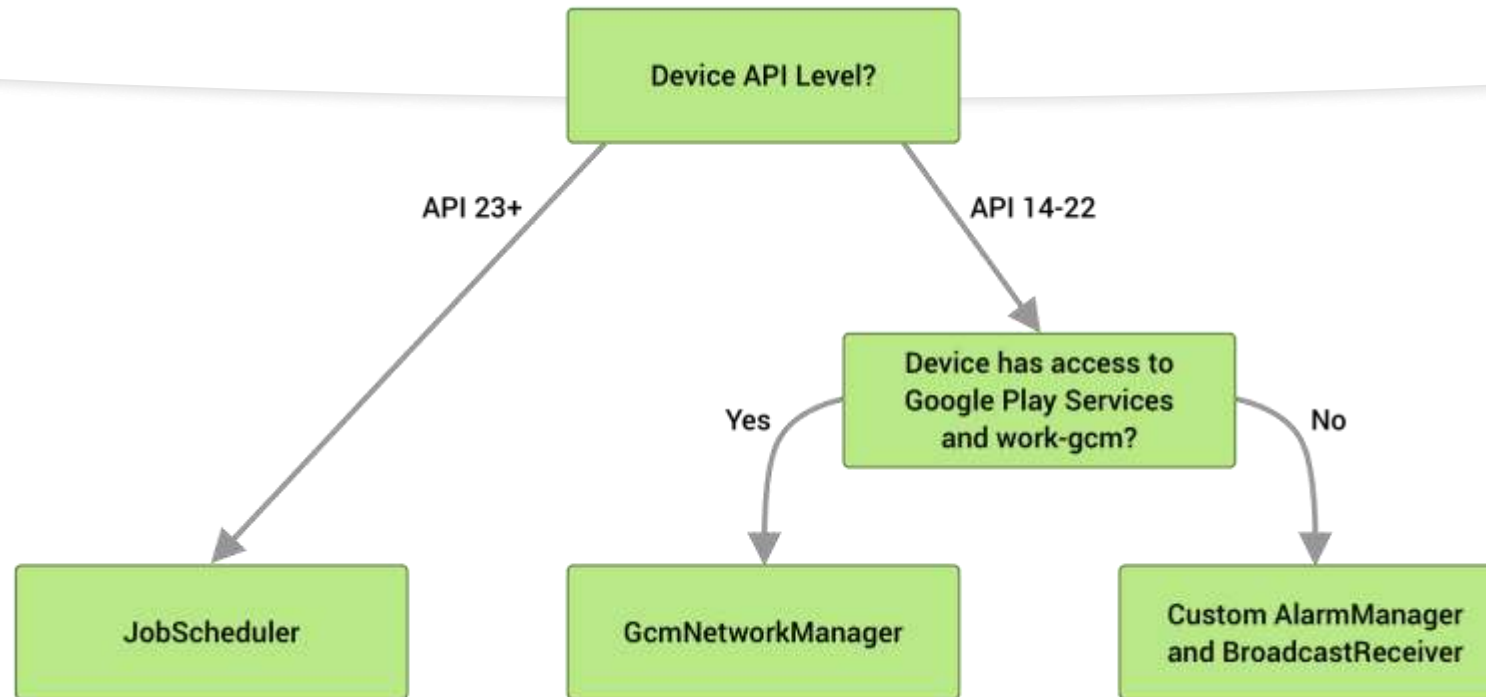 Device API Level?
API 23+
API 14-22
Device has access to
Google Play Services
and work-gcm?
Yes
No
JobScheduler
GcmNetworkManager
Custom AlarmManager
and BroadcastReceiver